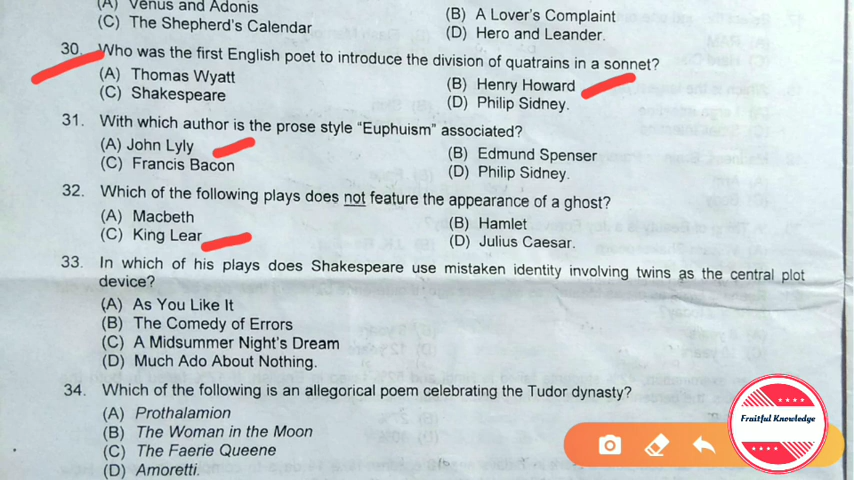 (A) Venus and Adonis
(B) A Lover's Complaint
(C) The Shepherd's Calendar
(D) Hero and Leander.
30. Who was the first English poet to introduce the division of quatrains in a sonnet?
(A) Thomas Wyatt
(B) Henry Howard
(C) Shakespeare
(D) Philip Sidney.
31. With which author is the prose style “Euphuism” associated?
(A) John Lyly
(B) Edmund Spenser
(C) Francis Bacon
(D) Philip Sidney.
32. Which of the following plays does not feature the appearance of a ghost?
(A) Macbeth
(B) Hamlet
(C) King Lear
(D) Julius Caesar.
33. In which of his plays does Shakespeare use mistaken identity involving twins as the central plot
device?
(A) As You Like It
(B) The Comedy of Errors
(C) A Midsummer Night's Dream
(D) Much Ado About Nothing.
34. Which of the following is an allegorical poem celebrating the Tudor dynasty?
(A) Prothalamion
(B) The Woman in the Moon
(C) The Faerie Queene
(D) Amoretti.
Fraitful Knowledge